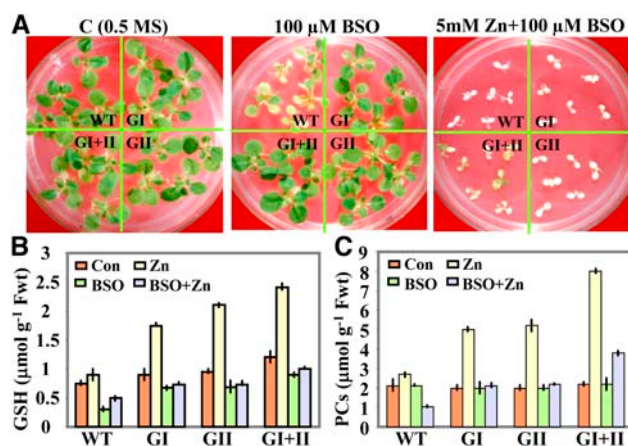 A
C (0.5 MS)
100 µM BSO
5mM Zn+100 µM BSO
WT GI
GI+II GII
WT GI
GI+II GII
WT GI
GI+II GII
B
GSH (µmol g⁻¹ Fwt)
3
2.5
2
1.5
1
0.5
0
Con Zn
BSO BSO+Zn
WT GI GII GI+II
C
PCs (µmol g⁻¹ Fwt)
9
8
7
6
5
4
3
2
1
0
Con Zn
BSO BSO+Zn
WT GI GII GI+II